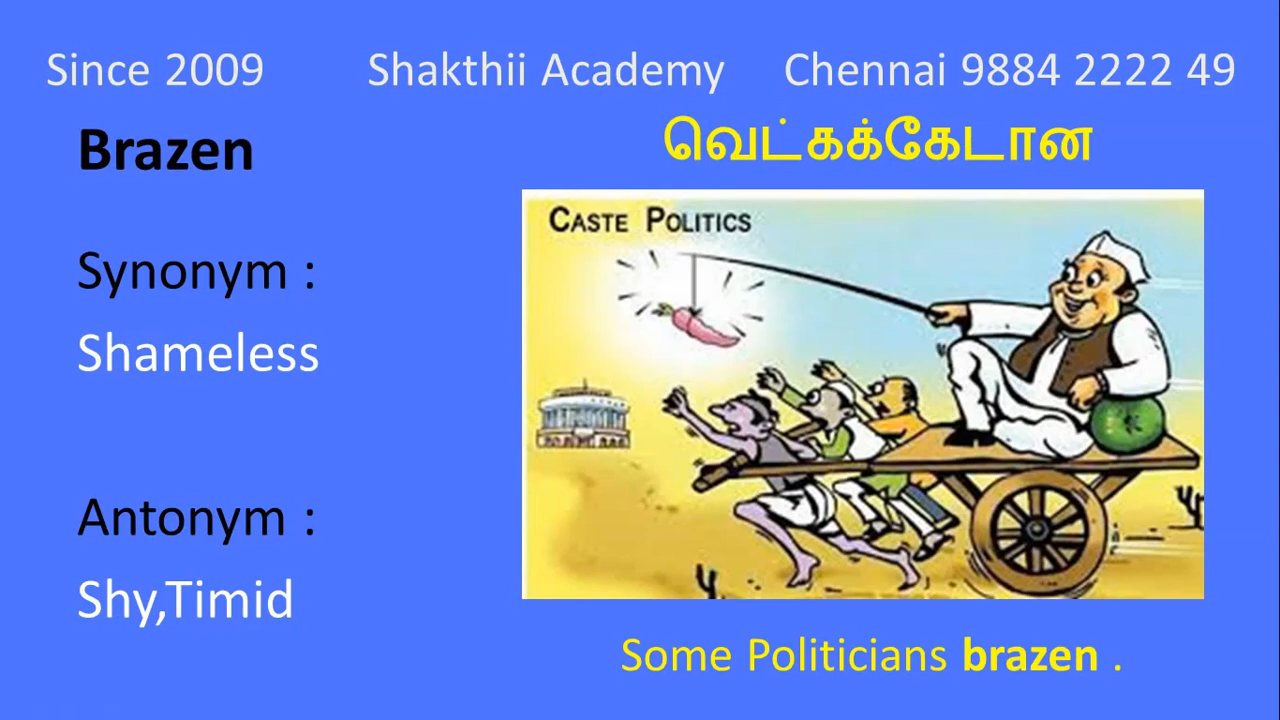 Since 2009 Shakthii Academy Chennai 9884 2222 49
Brazen
வெட்கக்கேடான
CASTE POLITICS
Synonym :
Shameless
Antonym :
Shy,Timid
Some Politicians brazen .